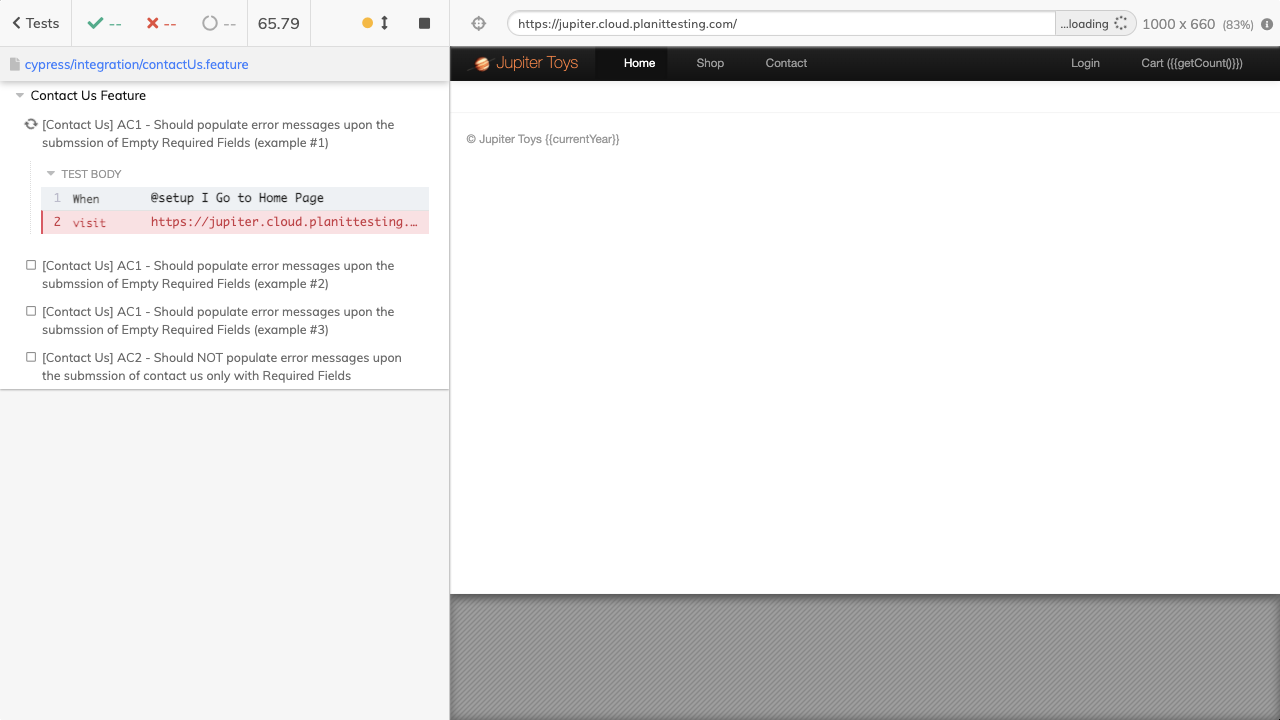 Tests
--
--
--
65.79
https://jupiter.cloud.planittesting.com/
...loading
1000 x 660 (83%)
cypress/integration/contactUs.feature
Contact Us Feature
[Contact Us] AC1 - Should populate error messages upon the
submssion of Empty Required Fields (example #1)
TEST BODY
1 When @setup I Go to Home Page
2 visit https://jupiter.cloud.planittesting.…
[Contact Us] AC1 - Should populate error messages upon the
submssion of Empty Required Fields (example #2)
[Contact Us] AC1 - Should populate error messages upon the
submssion of Empty Required Fields (example #3)
[Contact Us] AC2 - Should NOT populate error messages upon
the submssion of contact us only with Required Fields
Jupiter Toys
Home
Shop
Contact
Login
Cart ({{getCount()}})
© Jupiter Toys {{currentYear}}